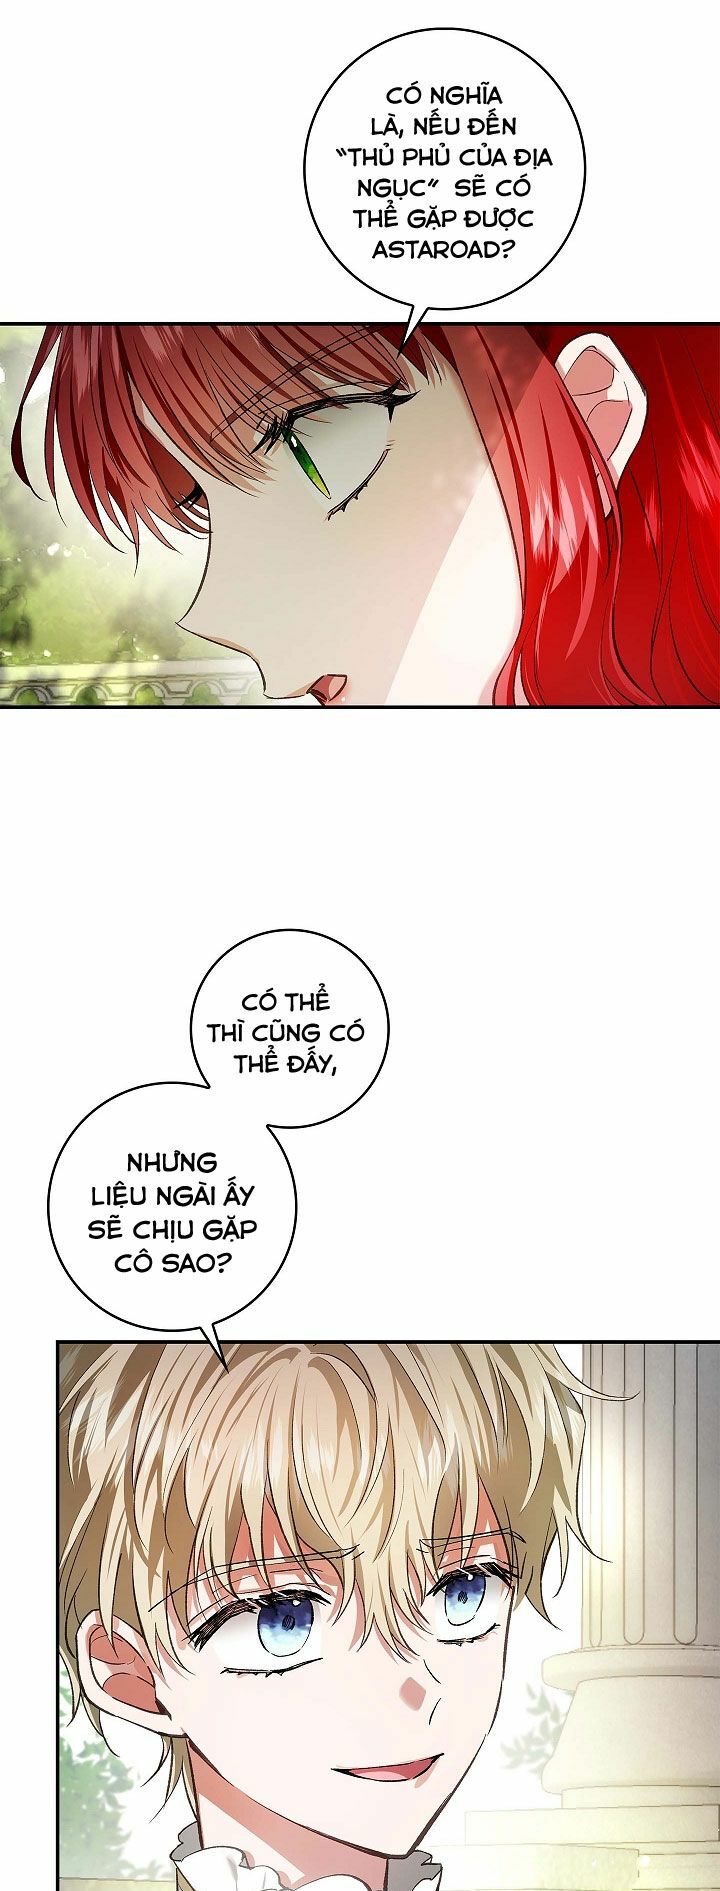 CÓ NGHĨA
LÀ, NẾU ĐẾN
“THỦ PHỦ CỦA ĐỊA
NGỤC” SẼ CÓ
THỂ GẶP ĐƯỢC
ASTAROAD?
CÓ THỂ
THÌ CŨNG CÓ
THỂ ĐẤY,
NHƯNG
LIỆU NGÀI ẤY
SẼ CHỊU GẶP
CÔ SAO?